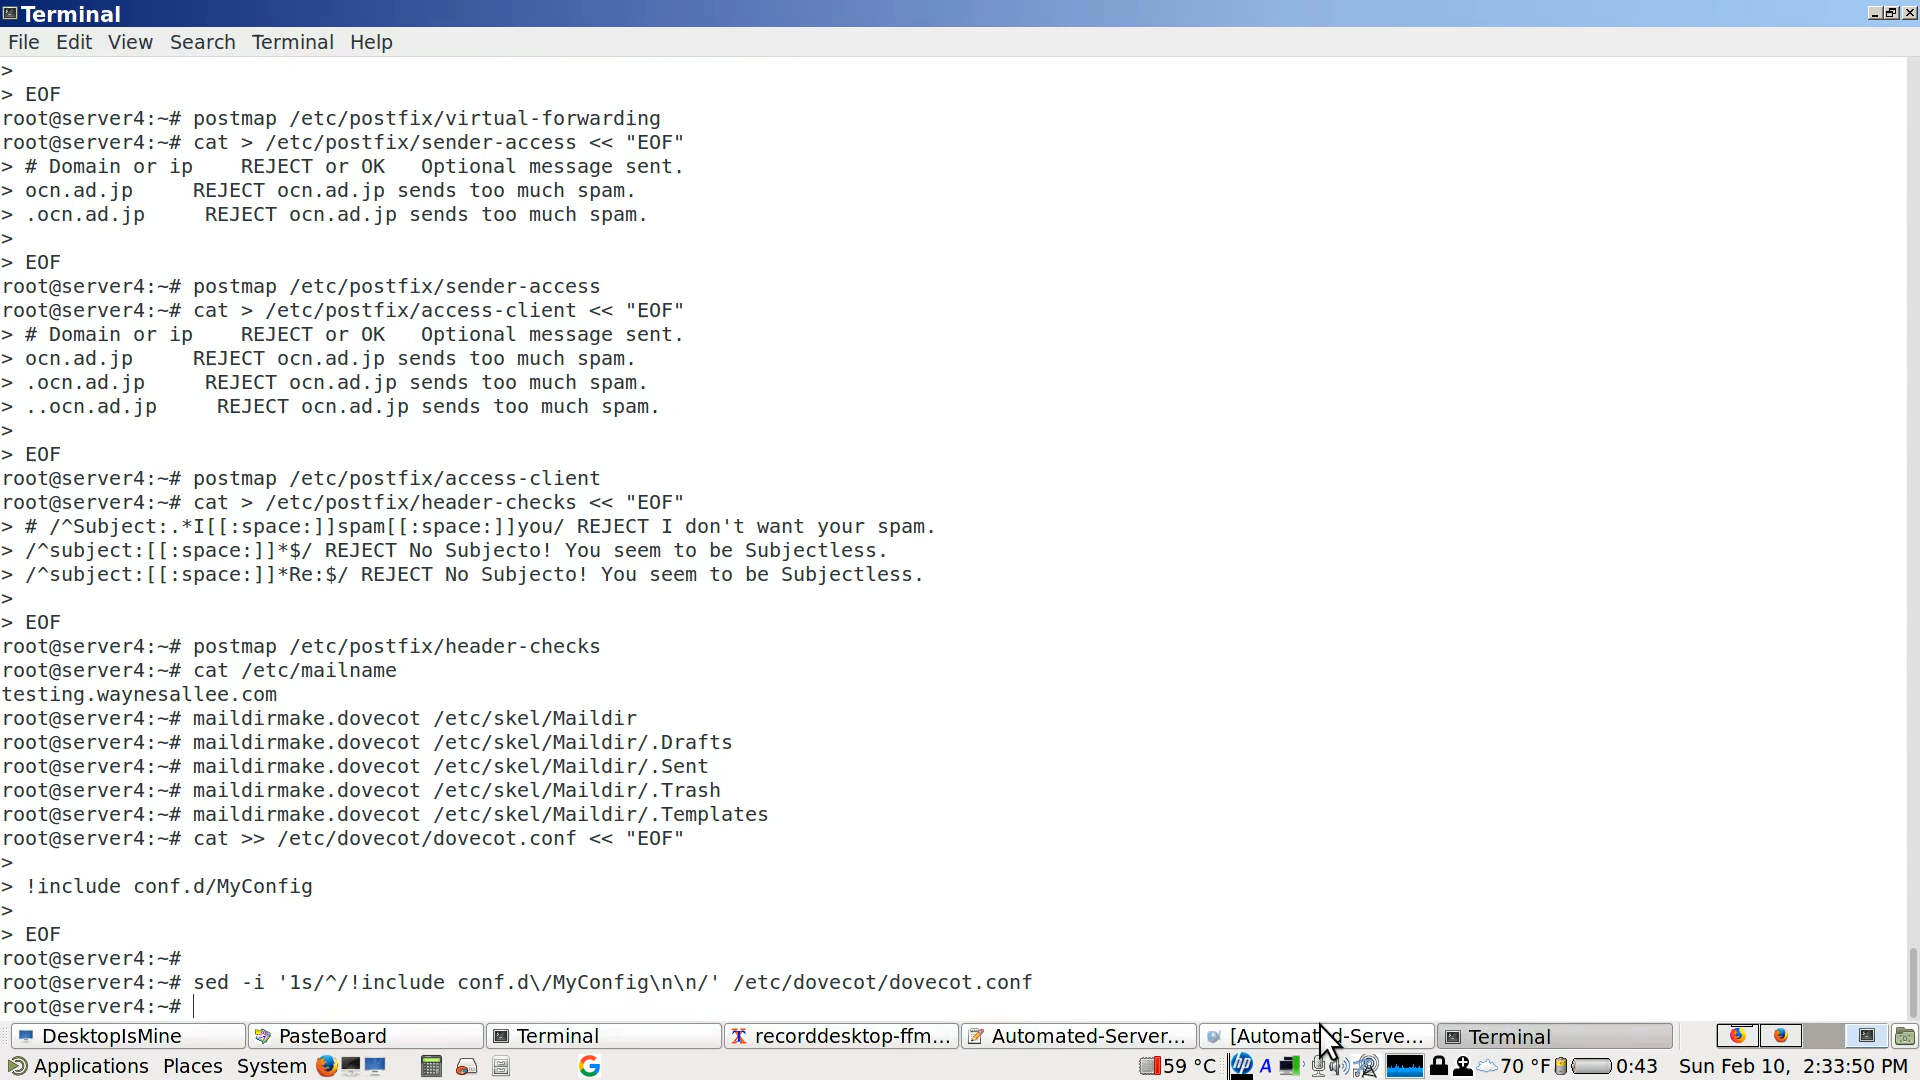 Terminal
File Edit View Search Terminal Help
>
> EOF
root@server4:~# postmap /etc/postfix/virtual-forwarding
root@server4:~# cat > /etc/postfix/sender-access << "EOF"
> # Domain or ip    REJECT or OK   Optional message sent.
> ocn.ad.jp     REJECT ocn.ad.jp sends too much spam.
> .ocn.ad.jp     REJECT ocn.ad.jp sends too much spam.
>
> EOF
root@server4:~# postmap /etc/postfix/sender-access
root@server4:~# cat > /etc/postfix/access-client << "EOF"
> # Domain or ip    REJECT or OK   Optional message sent.
> ocn.ad.jp     REJECT ocn.ad.jp sends too much spam.
> .ocn.ad.jp     REJECT ocn.ad.jp sends too much spam.
> ..ocn.ad.jp     REJECT ocn.ad.jp sends too much spam.
>
> EOF
root@server4:~# postmap /etc/postfix/access-client
root@server4:~# cat > /etc/postfix/header-checks << "EOF"
> # /^Subject:.*I[[:space:]]spam[[:space:]]you/ REJECT I don't want your spam.
> /^subject:[[:space:]]*$/ REJECT No Subjecto! You seem to be Subjectless.
> /^subject:[[:space:]]*Re:$/ REJECT No Subjecto! You seem to be Subjectless.
>
> EOF
root@server4:~# postmap /etc/postfix/header-checks
root@server4:~# cat /etc/mailname
testing.waynesallee.com
root@server4:~# maildirmake.dovecot /etc/skel/Maildir
root@server4:~# maildirmake.dovecot /etc/skel/Maildir/.Drafts
root@server4:~# maildirmake.dovecot /etc/skel/Maildir/.Sent
root@server4:~# maildirmake.dovecot /etc/skel/Maildir/.Trash
root@server4:~# maildirmake.dovecot /etc/skel/Maildir/.Templates
root@server4:~# cat >> /etc/dovecot/dovecot.conf << "EOF"
>
> !include conf.d/MyConfig
>
> EOF
root@server4:~#
root@server4:~# sed -i '1s/^/!include conf.d\/MyConfig\n\n/' /etc/dovecot/dovecot.conf
root@server4:~#
DesktopIsMine PasteBoard Terminal recorddesktop-ffm... Automated-Server... [Automated-Serve... Terminal
Applications Places System 59 °C A 70 °F 0:43 Sun Feb 10, 2:33:50 PM